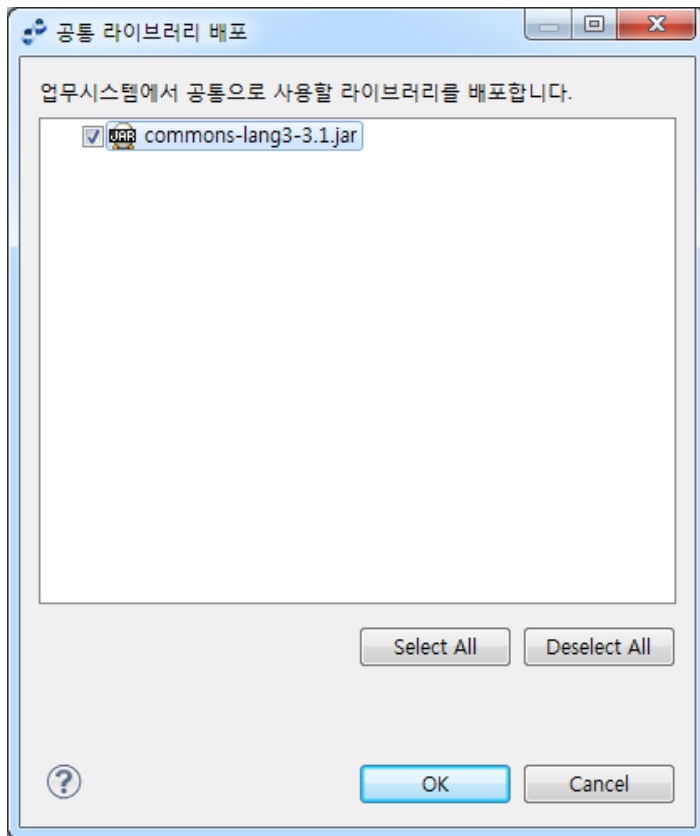 공통 라이브러리 배포
업무시스템에서 공통으로 사용할 라이브러리를 배포합니다.
JAR commons-lang3-3.1.jar
Select All Deselect All
? OK Cancel